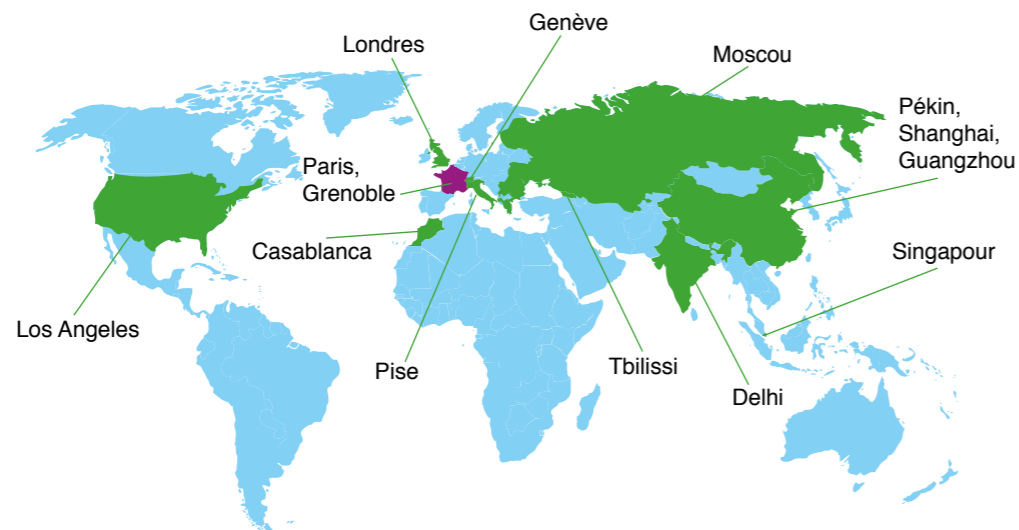 Genève
Londres
Moscou
Pékin,
Shanghai,
Guangzhou
Paris,
Grenoble
Casablanca
Singapour
Los Angeles
Pise
Tbilissi
Delhi